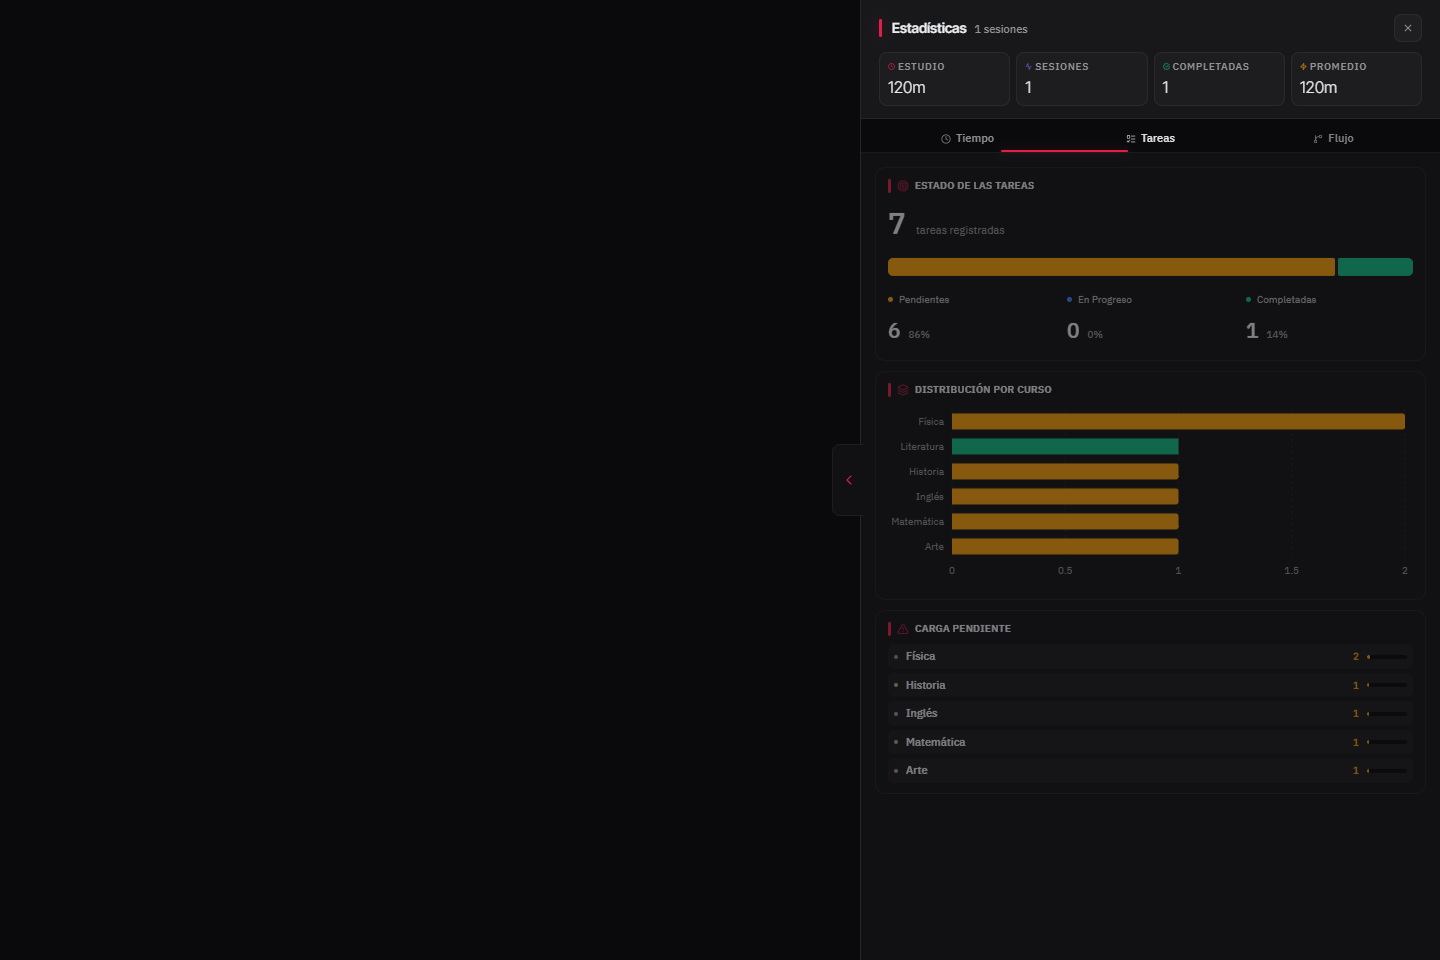 Estadísticas 1 sesiones
ESTUDIO
120m
SESIONES
1
COMPLETADAS
1
PROMEDIO
120m
Tiempo
Tareas
Flujo
ESTADO DE LAS TAREAS
7 tareas registradas
Pendientes
6 86%
En Progreso
0 0%
Completadas
1 14%
DISTRIBUCIÓN POR CURSO
Física
Literatura
Historia
Inglés
Matemática
Arte
0 0.5 1 1.5 2
CARGA PENDIENTE
Física 2
Historia 1
Inglés 1
Matemática 1
Arte 1